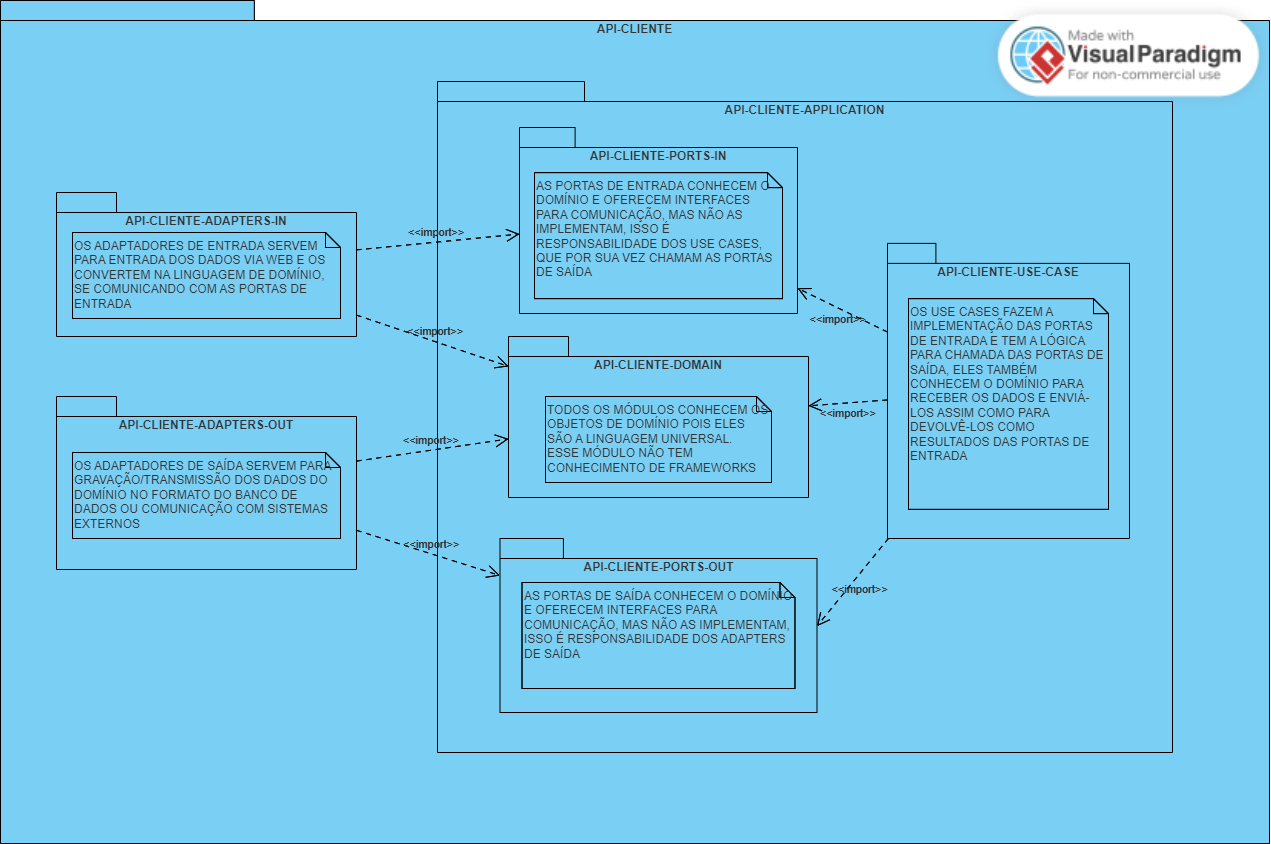 API-CLIENTE
Made with
Visual Paradigm
For non-commercial use
API-CLIENTE-APPLICATION
API-CLIENTE-PORTS-IN
AS PORTAS DE ENTRADA CONHECEM O
DOMÍNIO E OFERECEM INTERFACES
PARA COMUNICAÇÃO, MAS NÃO AS
IMPLEMENTAM, ISSO É
RESPONSABILIDADE DOS USE CASES,
QUE POR SUA VEZ CHAMAM AS PORTAS
DE SAÍDA
API-CLIENTE-ADAPTERS-IN
OS ADAPTADORES DE ENTRADA SERVEM
PARA ENTRADA DOS DADOS VIA WEB E OS
CONVERTEM NA LINGUAGEM DE DOMÍNIO,
SE COMUNICANDO COM AS PORTAS DE
ENTRADA
<<import>>
<<import>>
<<import>>
API-CLIENTE-USE-CASE
OS USE CASES FAZEM A
IMPLEMENTAÇÃO DAS PORTAS
DE ENTRADA E TEM A LÓGICA
PARA CHAMADA DAS PORTAS DE
SAÍDA, ELES TAMBÉM
CONHECEM O DOMÍNIO PARA
RECEBER OS DADOS E ENVIÁ-
LOS ASSIM COMO PARA
DEVOLVÊ-LOS COMO
RESULTADOS DAS PORTAS DE
ENTRADA
API-CLIENTE-DOMAIN
TODOS OS MÓDULOS CONHECEM OS
OBJETOS DE DOMÍNIO POIS ELES
SÃO A LINGUAGEM UNIVERSAL.
ESSE MÓDULO NÃO TEM
CONHECIMENTO DE FRAMEWORKS
<<import>>
<<import>>
API-CLIENTE-ADAPTERS-OUT
OS ADAPTADORES DE SAÍDA SERVEM PARA
GRAVAÇÃO/TRANSMISSÃO DOS DADOS DO
DOMÍNIO NO FORMATO DO BANCO DE
DADOS OU COMUNICAÇÃO COM SISTEMAS
EXTERNOS
<<import>>
<<import>>
API-CLIENTE-PORTS-OUT
AS PORTAS DE SAÍDA CONHECEM O DOMÍNIO
E OFERECEM INTERFACES PARA
COMUNICAÇÃO, MAS NÃO AS IMPLEMENTAM,
ISSO É RESPONSABILIDADE DOS ADAPTERS
DE SAÍDA